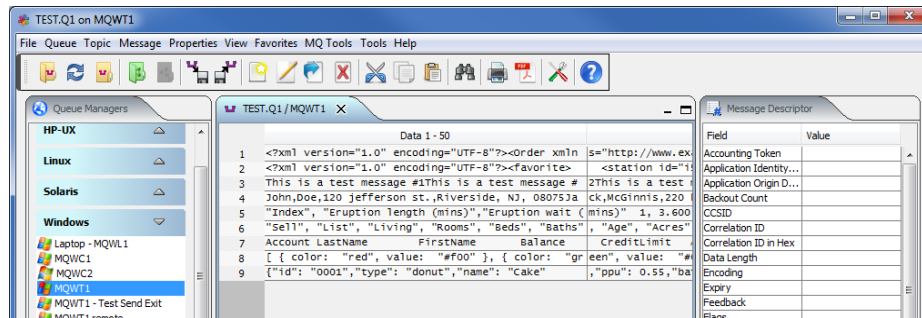 TEST.Q1 on MQWT1
File Queue Topic Message Properties View Favorites MQ Tools Tools Help
Queue Managers
HP-UX
Linux
Solaris
Windows
Laptop - MQWL1
MQWC1
MQWC2
MQWT1
MQWT1 - Test Send Exit
MQWT1 remote
TEST.Q1 / MQWT1
Data 1 - 50
1 <?xml version="1.0" encoding="UTF-8"?><Order xmln s="http://www.ex
2 <?xml version="1.0" encoding="UTF-8"?><favorite> <station id="i
3 This is a test message #1This is a test message # 2This is a test
4 John,Doe,120 jefferson st.,Riverside, NJ, 08075Ja ck,McGinnis,220
5 "Index", "Eruption length (mins)","Eruption wait ( mins)" 1, 3.600
6 "Sell", "List", "Living", "Rooms", "Beds", "Baths" , "Age", "Acres"
7 Account LastName FirstName Balance CreditLimit
8 [ { color: "red", value: "#f00" }, { color: "gr een", value: "#
9 {"id": "0001","type": "donut","name": "Cake" ,"ppu": 0.55,"ba
Message Descriptor
Field Value
Accounting Token
Application Identity...
Application Origin D...
Backout Count
CCSID
Correlation ID
Correlation ID in Hex
Data Length
Encoding
Expiry
Feedback
Flags